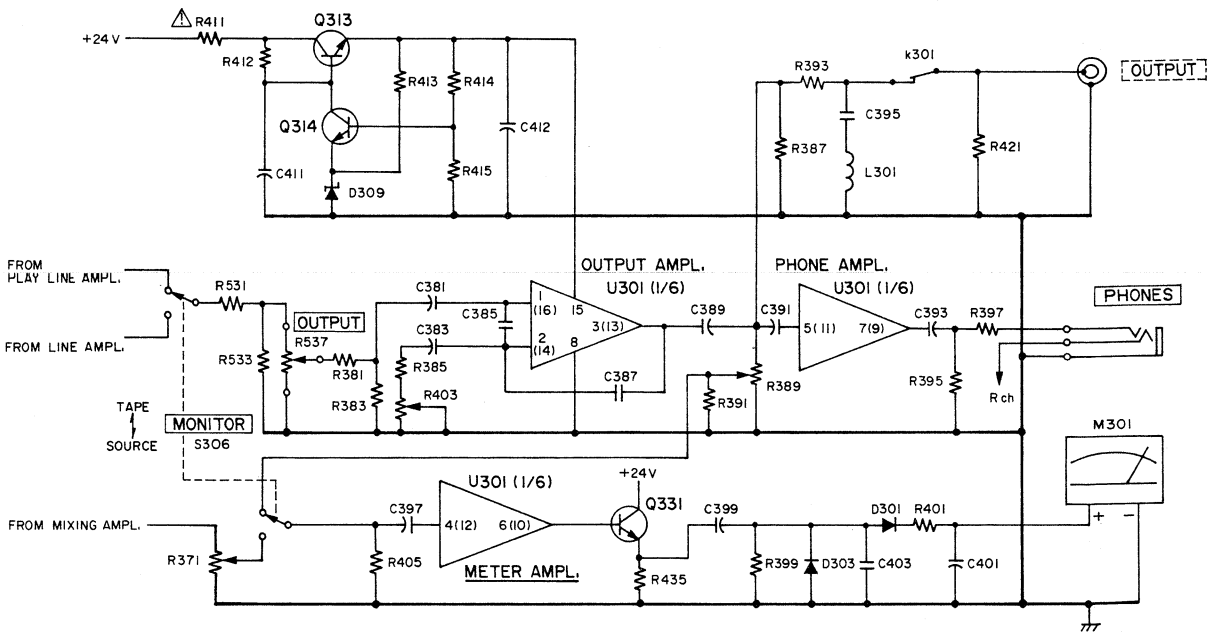 R411
Q313
+24V
R412
R413
R414
Q314
C412
R415
C411
D309
R393
K301
OUTPUT
C395
R387
R421
L301
FROM
PLAY LINE AMPL.
FROM LINE AMPL.
R531
OUTPUT
R537
R533
R381
R383
C381
C383
C385
R385
R403
C387
OUTPUT AMPL.
U301 (1/6)
1
(16)
2
(14)
15
3(13)
8
C389
PHONE AMPL.
U301 (1/6)
C391
5(11)
7(9)
C393
R397
PHONES
R391
R389
R395
R ch
TAPE
SOURCE
MONITOR
S306
M301
+
−
FROM MIXING AMPL.
R371
C397
R405
U301 (1/6)
4(12)
6(10)
METER AMPL.
+24V
Q331
R435
C399
R399
D303
C403
D301
R401
C401